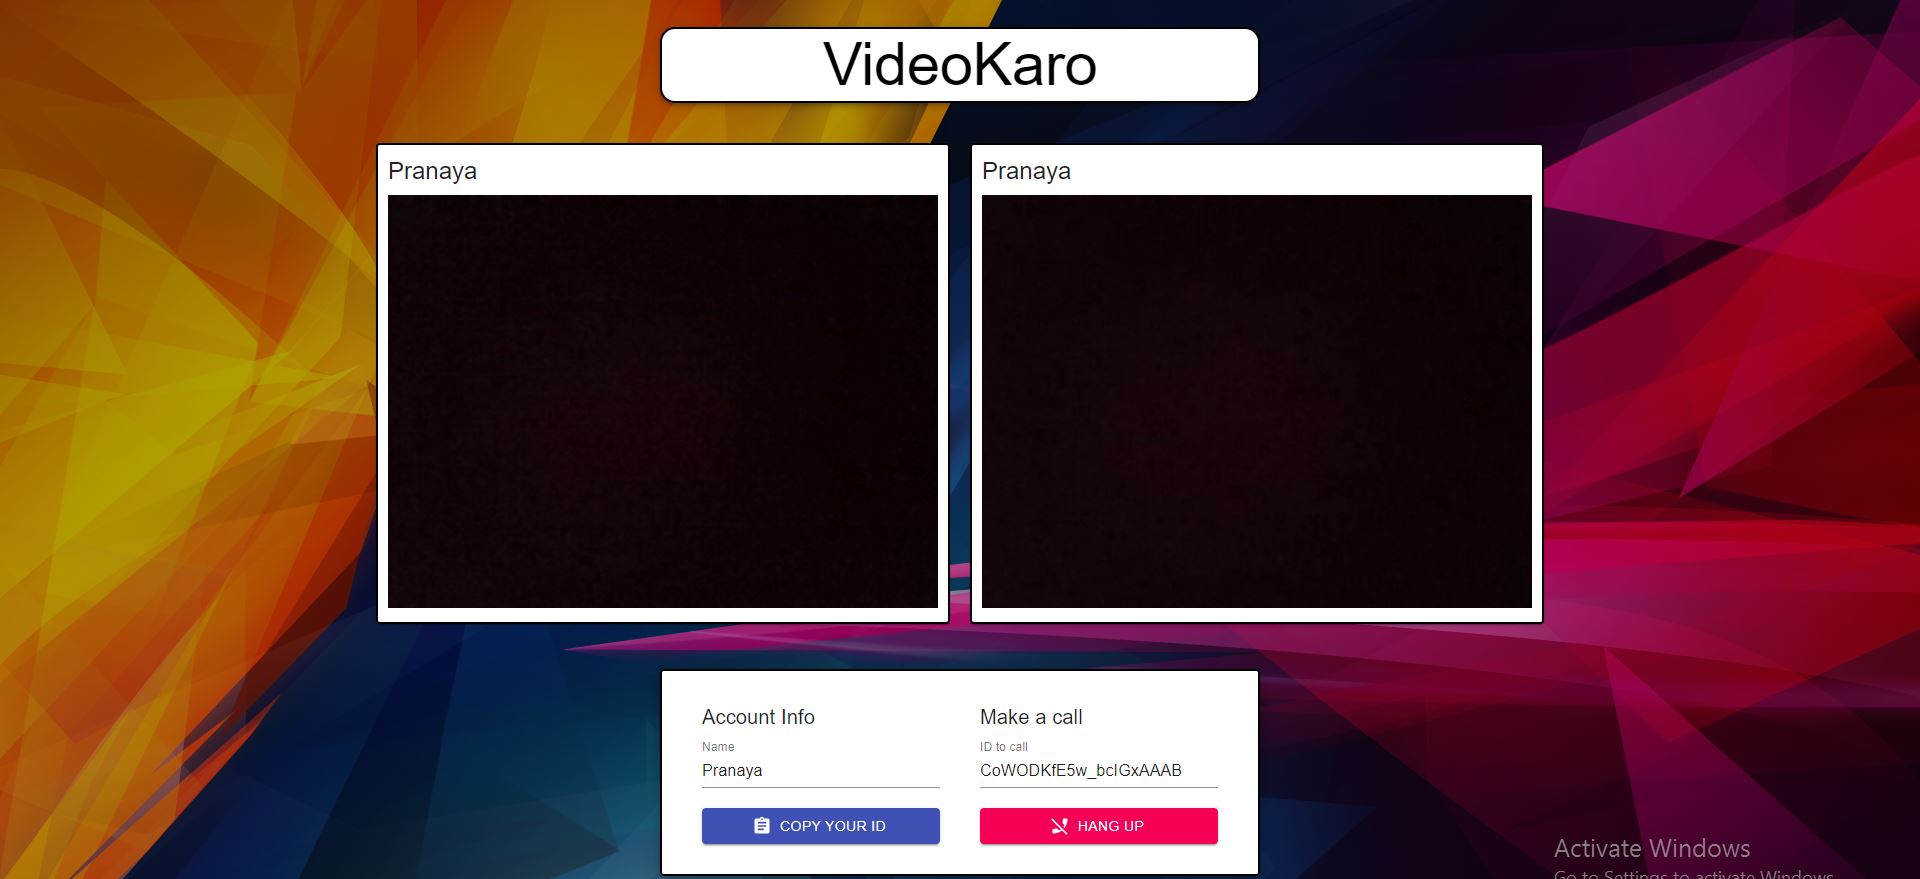 VideoKaro
Pranaya
Pranaya
Account Info
Name
Pranaya
COPY YOUR ID
Make a call
ID to call
CoWODKfE5w_bcIGxAAAB
HANG UP
Activate Windows
Go to Settings to activate Windows.